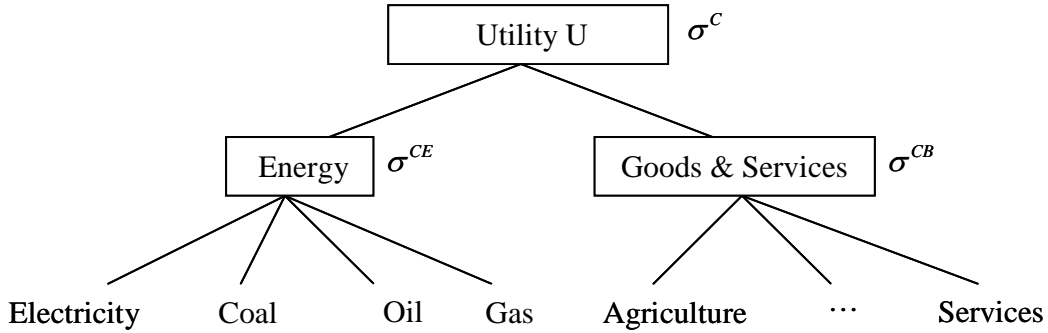 Utility U
σ^C
Energy
σ^CE
Goods & Services
σ^CB
Electricity
Coal
Oil
Gas
Agriculture
...
Services